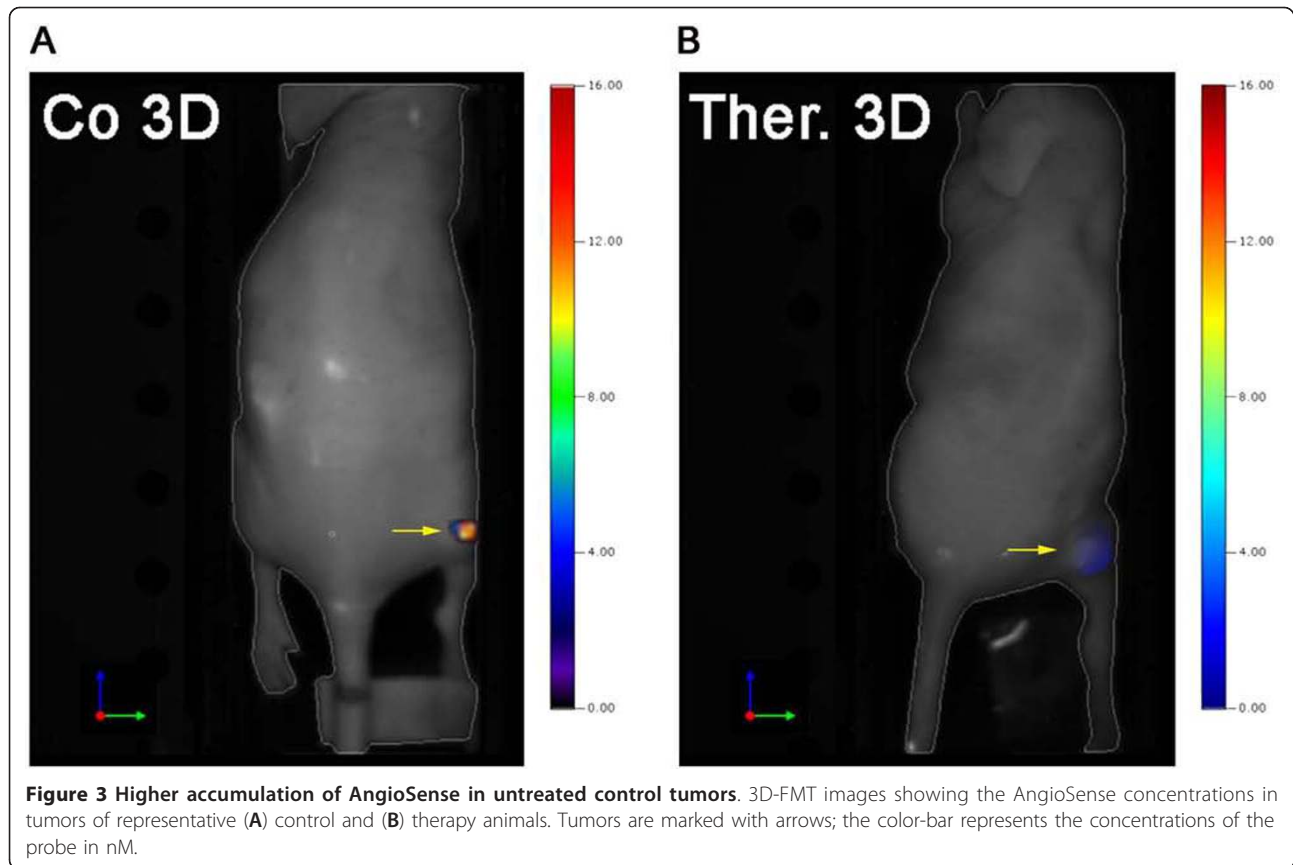 A
B
Co 3D
Ther. 3D
16.00
12.00
8.00
4.00
0.00
16.00
12.00
8.00
4.00
0.00
Figure 3 Higher accumulation of AngioSense in untreated control tumors. 3D-FMT images showing the AngioSense concentrations in
tumors of representative (A) control and (B) therapy animals. Tumors are marked with arrows; the color-bar represents the concentrations of the
probe in nM.